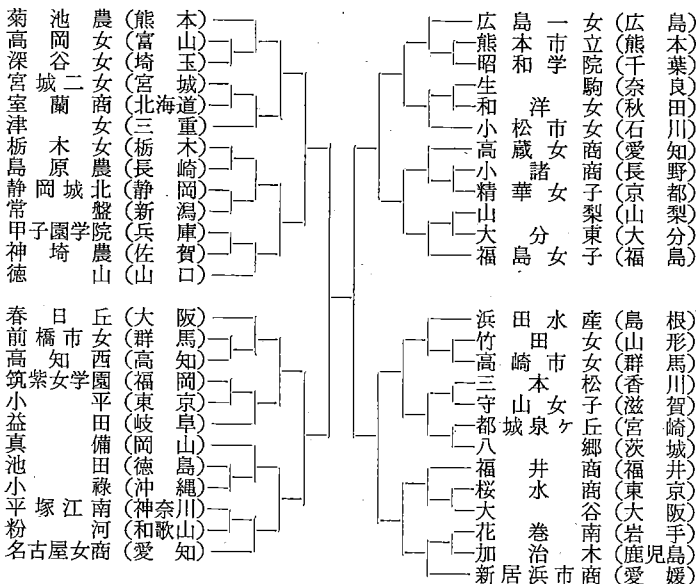 菊池農(熊本)
高岡女(富山)
深谷女(埼玉)
宮城二女(宮城)
室蘭商(北海道)
津女(三重)
栃木女(栃木)
島原農(長崎)
静岡城北(静岡)
常盤(新潟)
甲子園学院(兵庫)
神埼農(佐賀)
徳山(山口)
春日丘(大阪)
前橋市女(群馬)
高知西(高知)
筑紫女学園(福岡)
小平(東京)
益田(岐阜)
真備(岡山)
池田(徳島)
小祿(沖縄)
平塚江南(神奈川)
粉河(和歌山)
名古屋女商(愛知)
広島一女(広島)
熊本市立(熊本)
昭和学院(千葉)
生駒(奈良)
和洋女(秋田)
小松市女(石川)
高蔵女商(愛知)
小諸商(長野)
精華女子(京都)
山梨(山梨)
大分東(大分)
福島女子(福島)
浜田水産(島根)
竹田女(山形)
高崎市女(群馬)
三本松(香川)
守山女子(滋賀)
都城泉ヶ丘(宮崎)
八郷(茨城)
福井商(福井)
桜水商(東京)
大谷(大阪)
花巻南(岩手)
加治木(鹿児島)
新居浜市商(愛媛)